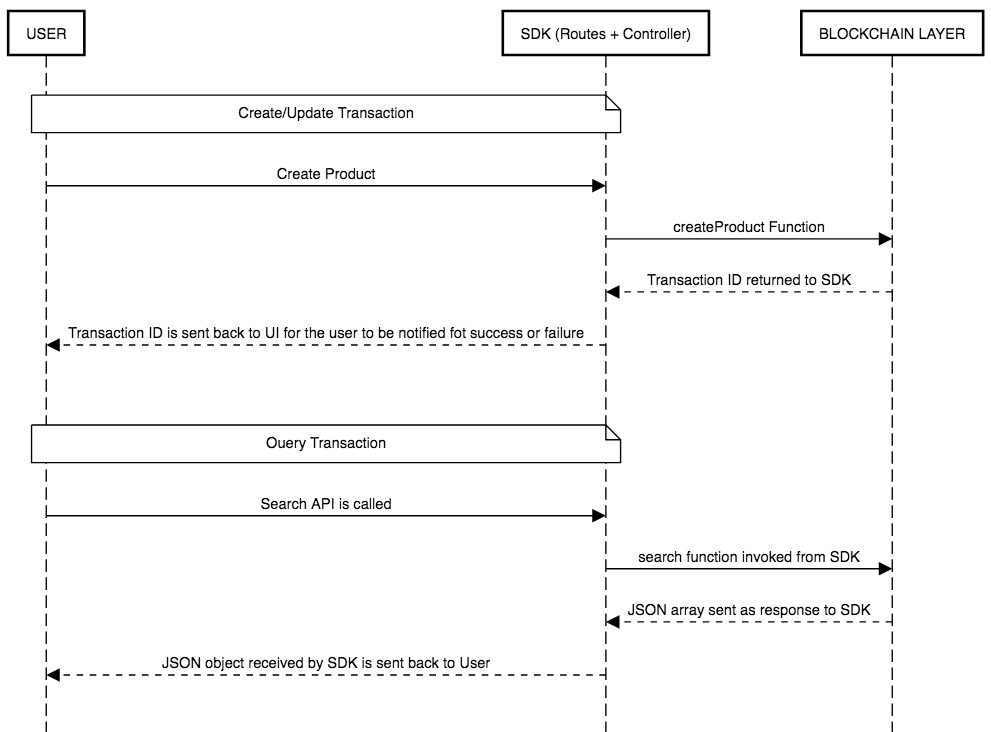 USER
SDK (Routes + Controller)
BLOCKCHAIN LAYER
Create/Update Transaction
Create Product
createProduct Function
Transaction ID returned to SDK
Transaction ID is sent back to UI for the user to be notified fot success or failure
Ouery Transaction
Search API is called
search function invoked from SDK
JSON array sent as response to SDK
JSON object received by SDK is sent back to User